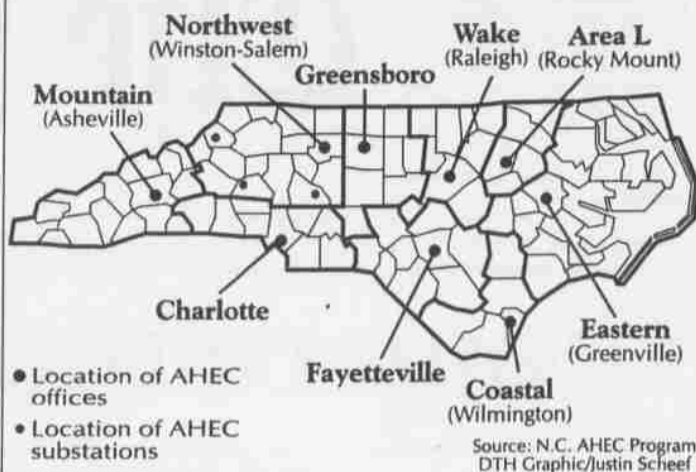 Northwest
(Winston-Salem)
Wake
(Raleigh)
Area L
(Rocky Mount)
Greensboro
Mountain
(Asheville)
Charlotte
Fayetteville
Coastal
(Wilmington)
Eastern
(Greenville)
• Location of AHEC
offices
• Location of AHEC
substations
Source: N.C. AHEC Program
DTH Graphic/Justin Scheef